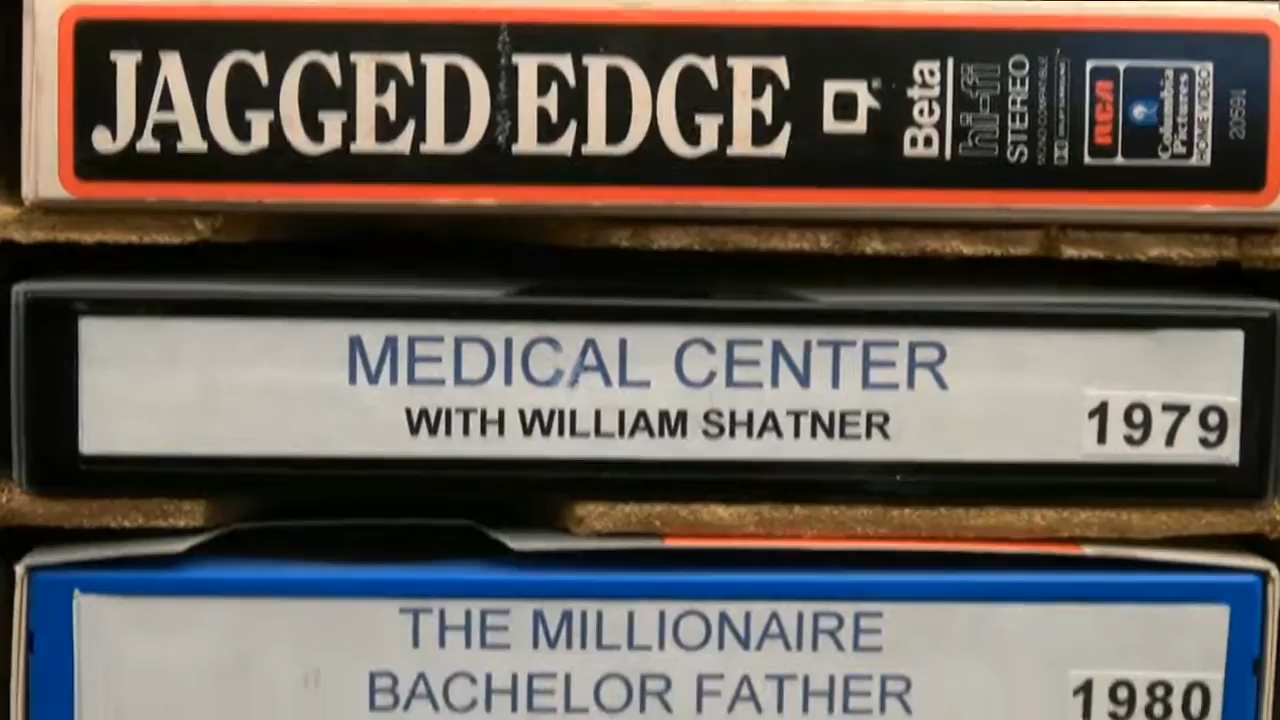 JAGGED EDGE
Beta
hi-fi
STEREO
RCA
Columbia
Pictures
HOME VIDEO
20591
MEDICAL CENTER
WITH WILLIAM SHATNER
1979
THE MILLIONAIRE
BACHELOR FATHER
1980